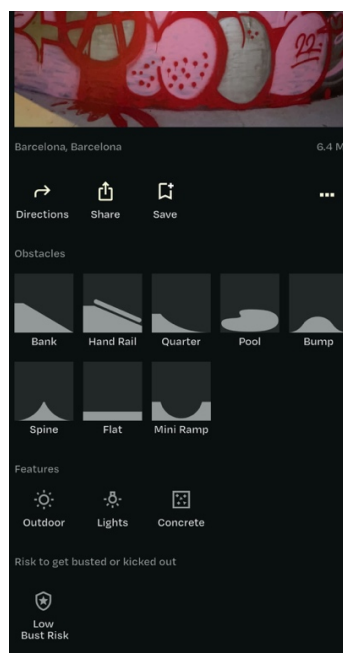 22
Barcelona, Barcelona 6.4 M
Directions Share Save
Obstacles
Bank Hand Rail Quarter Pool Bump
Spine Flat Mini Ramp
Features
Outdoor Lights Concrete
Risk to get busted or kicked out
Low
Bust Risk